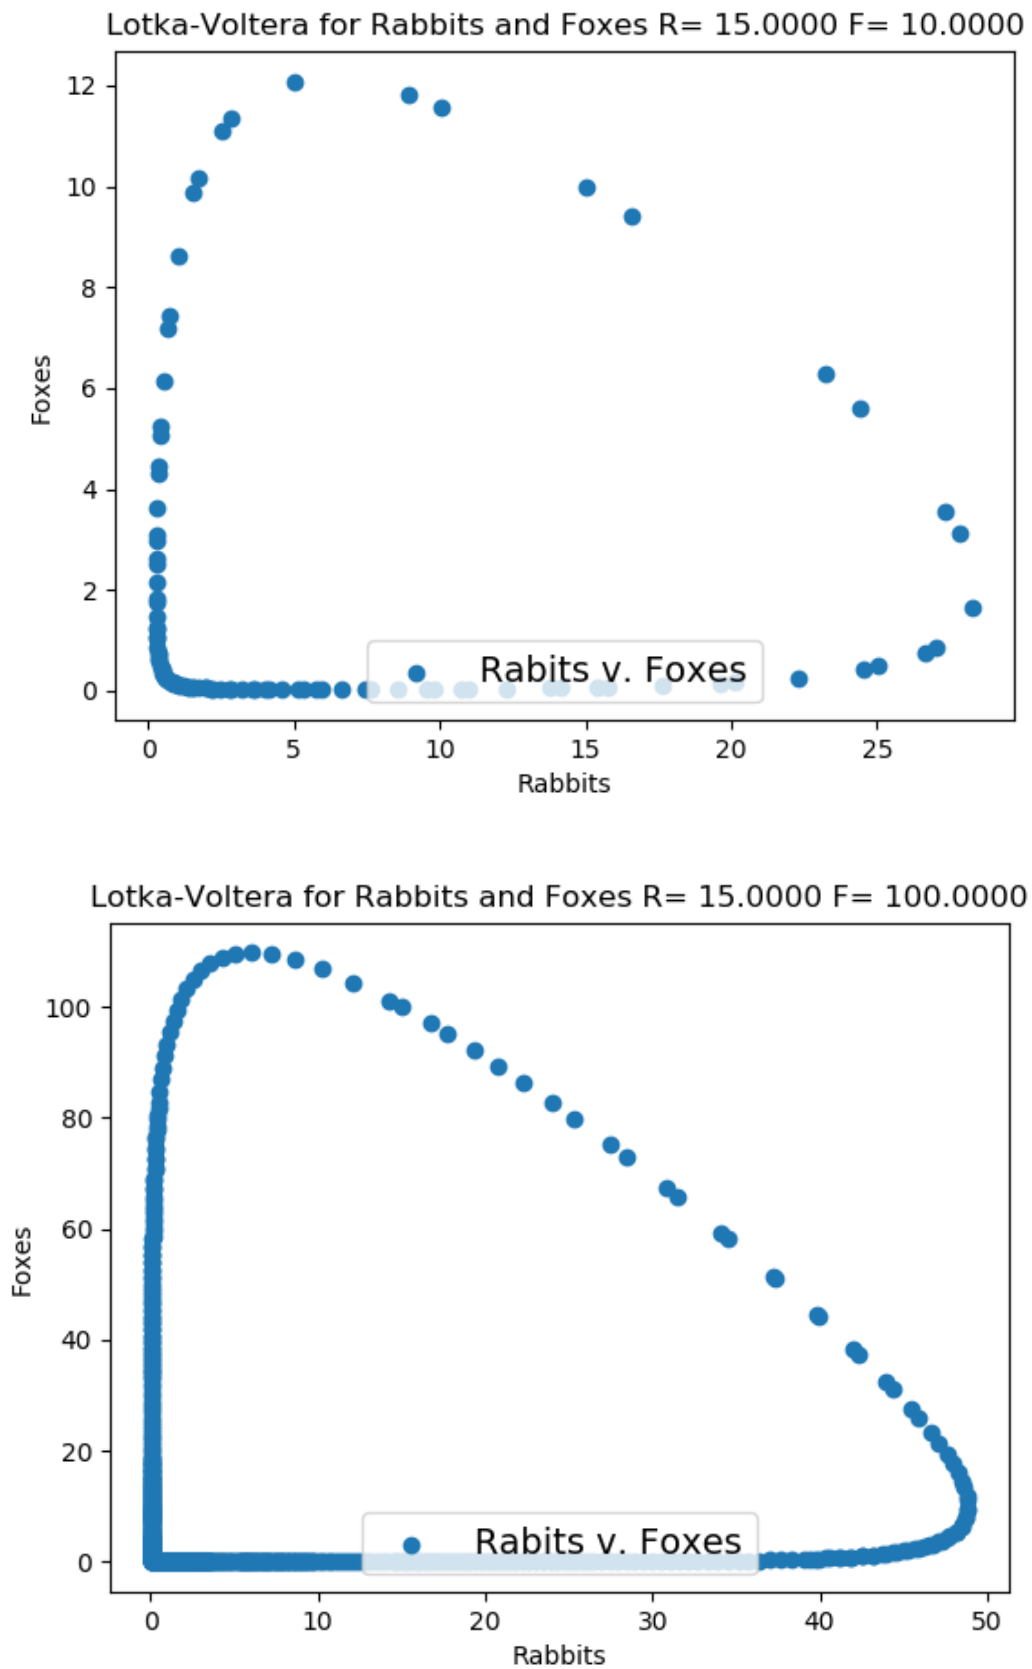 Lotka-Voltera for Rabbits and Foxes R= 15.0000 F= 10.0000
12
10
8
6
4
2
0
Foxes
Rabits v. Foxes
0 5 10 15 20 25
Rabbits
Lotka-Voltera for Rabbits and Foxes R= 15.0000 F= 100.0000
100
80
60
40
20
0
Foxes
Rabits v. Foxes
0 10 20 30 40 50
Rabbits